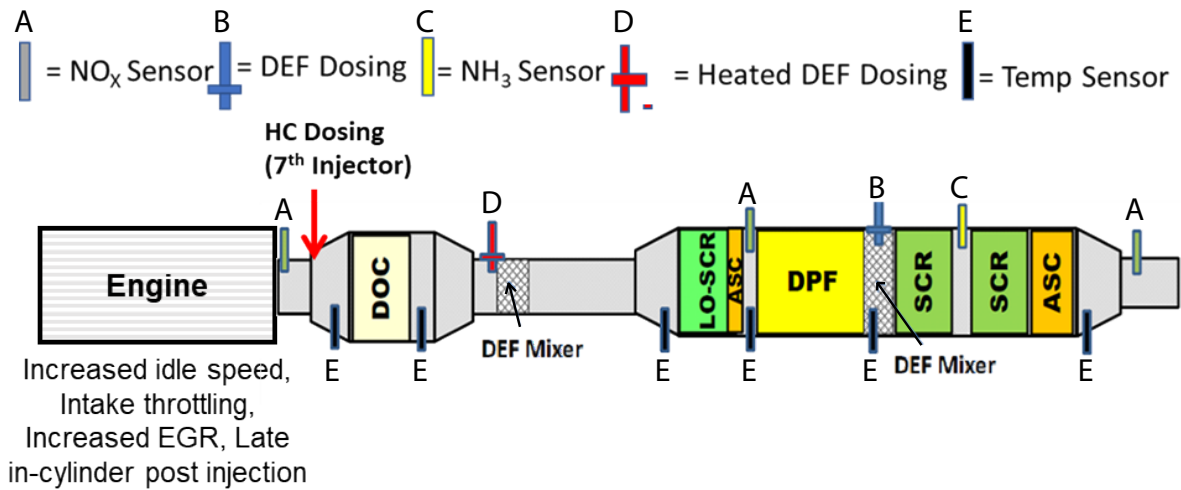 A
B
C
D
E
= NOX Sensor
= DEF Dosing
= NH3 Sensor
= Heated DEF Dosing
= Temp Sensor
HC Dosing
(7th Injector)
A
D
A
B
C
A
Engine
DOC
LO-SCR
ASC
DPF
SCR
SCR
ASC
DEF Mixer
DEF Mixer
E
E
E
E
E
E
Increased idle speed,
Intake throttling,
Increased EGR, Late
in-cylinder post injection